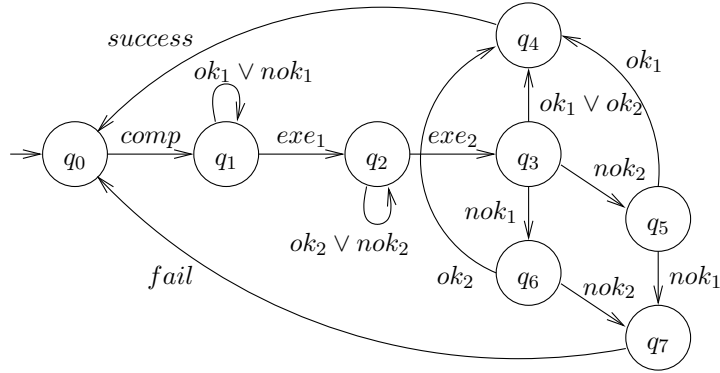 q4
success
ok1 ∨ nok1
ok1
ok1 ∨ ok2
q0
comp
q1
exe1
q2
exe2
q3
nok2
nok1
q5
ok2 ∨ nok2
fail
ok2
q6
nok2
nok1
q7